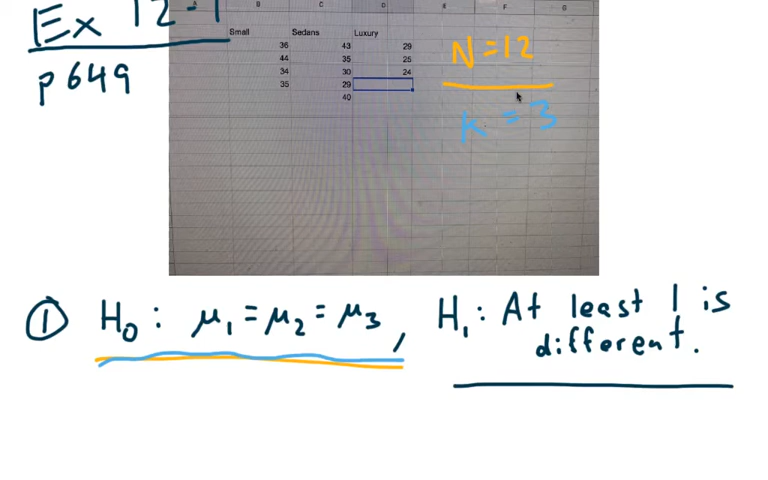 Ex 12-1
p 649
A B C D E F G
Small Sedans Luxury
36 43 29
44 35 25
34 30 24
35 29
40
N = 12
k = 3
① H₀ : μ₁ = μ₂ = μ₃ , H₁ : At least 1 is
different.